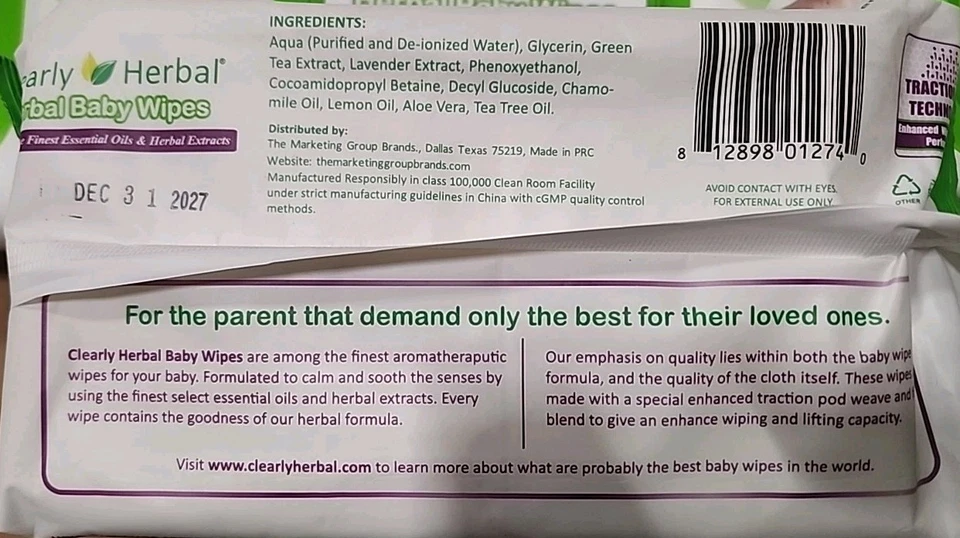 INGREDIENTS:
Aqua (Purified and De-ionized Water), Glycerin, Green
Tea Extract, Lavender Extract, Phenoxyethanol,
Cocoamidopropyl Betaine, Decyl Glucoside, Chamo-
mile Oil, Lemon Oil, Aloe Vera, Tea Tree Oil.
Distributed by:
The Marketing Group Brands., Dallas Texas 75219, Made in PRC
Website: themarketinggroupbrands.com
Manufactured Responsibly in class 100,000 Clean Room Facility
under strict manufacturing guidelines in China with cGMP quality control
methods.
early Herbal®
rbal Baby Wipes
Finest Essential Oils & Herbal Extracts
DEC 31 2027
8 12898 01274 0
AVOID CONTACT WITH EYES
FOR EXTERNAL USE ONLY
TRACTIO
TECHN
Enhanced
OTHER
For the parent that demand only the best for their loved ones.
Clearly Herbal Baby Wipes are among the finest aromatheraputic
wipes for your baby. Formulated to calm and sooth the senses by
using the finest select essential oils and herbal extracts. Every
wipe contains the goodness of our herbal formula.
Our emphasis on quality lies within both the baby wipe
formula, and the quality of the cloth itself. These wipes
made with a special enhanced traction pod weave and
blend to give an enhance wiping and lifting capacity.
Visit www.clearlyherbal.com to learn more about what are probably the best baby wipes in the world.